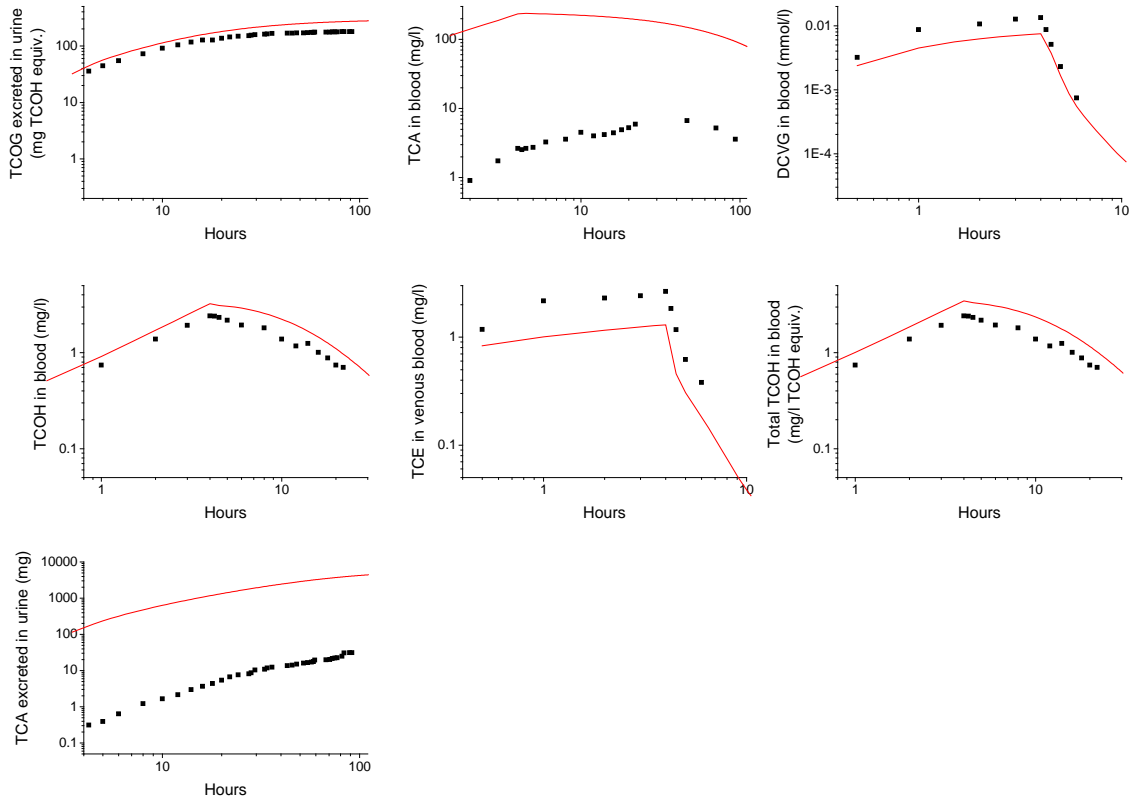 TCOG excreted in urine
(mg TCOH equiv.)
100
10
1
10
100
Hours
TCA in blood (mg/l)
100
10
1
10
100
Hours
DCVG in blood (mmol/l)
0.01
1E-3
1E-4
1
10
Hours
TCOH in blood (mg/l)
1
0.1
1
10
Hours
TCE in venous blood (mg/l)
1
0.1
1
10
Hours
Total TCOH in blood
(mg/l TCOH equiv.)
1
0.1
1
10
Hours
TCA excreted in urine (mg)
10000
1000
100
10
1
0.1
10
100
Hours